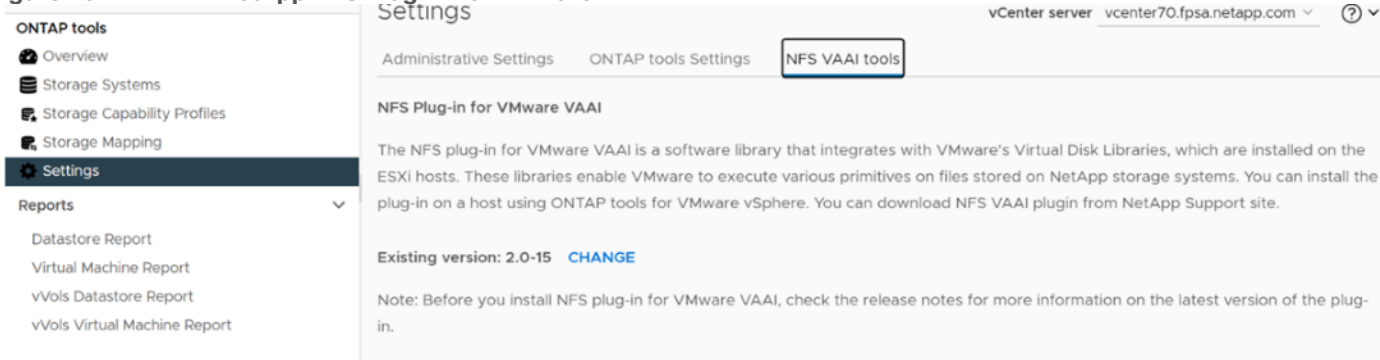 Settings
vCenter server vcenter70.fpsa.netapp.com
ONTAP tools
Overview
Storage Systems
Storage Capability Profiles
Storage Mapping
Settings
Reports
Datastore Report
Virtual Machine Report
vVols Datastore Report
vVols Virtual Machine Report
Administrative Settings
ONTAP tools Settings
NFS VAAI tools
NFS Plug-in for VMware VAAI
The NFS plug-in for VMware VAAI is a software library that integrates with VMware's Virtual Disk Libraries, which are installed on the
ESXi hosts. These libraries enable VMware to execute various primitives on files stored on NetApp storage systems. You can install the
plug-in on a host using ONTAP tools for VMware vSphere. You can download NFS VAAI plugin from NetApp Support site.
Existing version: 2.0-15 CHANGE
Note: Before you install NFS plug-in for VMware VAAI, check the release notes for more information on the latest version of the plug-
in.